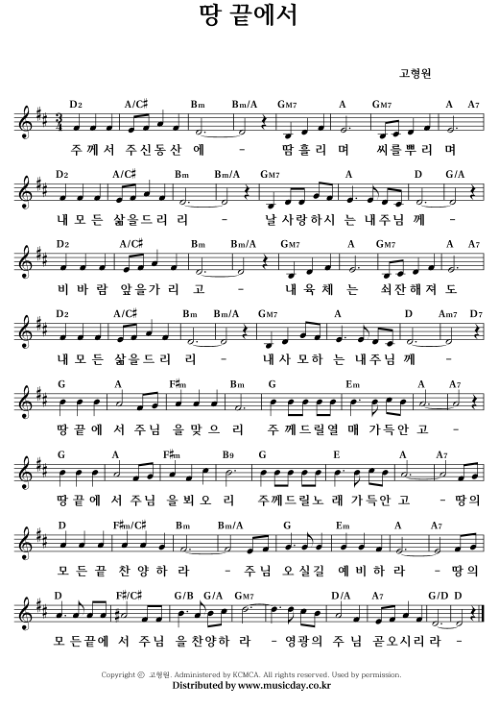 땅 끝에서
고형원
D2 A/C# Bm Bm/A GM7 A GM7 A A7
주 께 서 주신동산 에 - 땀 흘 리 며 씨를뿌리 며
D2 A/C# Bm Bm/A GM7 A D G/A
내 모 든 삶을드리 리 - 날 사랑하시 는 내주님 께 -
D2 A/C# Bm Bm/A GM7 A GM7 A A7
비 바 람 앞을가리 고 - 내 육 체 는 쇠잔해져 도
D2 A/C# Bm Bm/A GM7 A D Am7 D7
내 모 든 삶을드리 리 - 내사모하 는 내주님 께 -
G A F#m Bm G Em A A7
땅 끝 에 서 주님 을 맞 으 리 주 께드릴열 매 가득안 고 -
G A F#m B9 G E A A7
땅 끝 에 서 주님 을 뵈 오 리 주께드릴노 래 가득안 고 - 땅의
D F#m/C# Bm Bm/A G Em A A7
모 든 끝 찬 양 하 라 - 주님 오 실 길 예 비 하 라 - 땅의
D F#/C# G/B G/A Gm D/A A7 G/D D
모 든끝에 서 주님 을찬양하 라 - 영광의 주 님 곧오시리 라 -
Copyright ⓒ 고형원. Administered by KCMCA. All rights reserved. Used by permission.
Distributed by www.musicday.co.kr